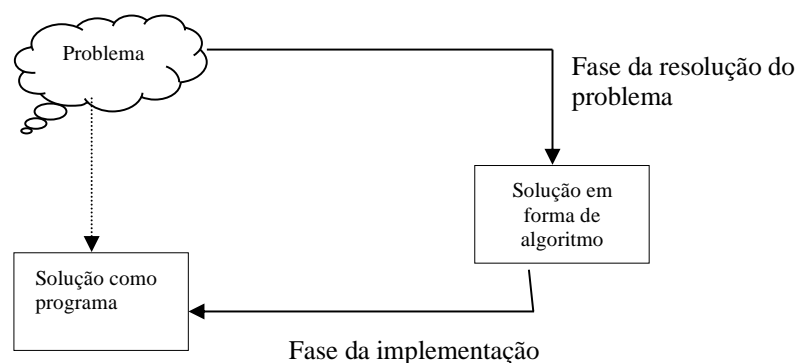 Problema
Fase da resolução do
problema
Solução em
forma de
algoritmo
Solução como
programa
Fase da implementação